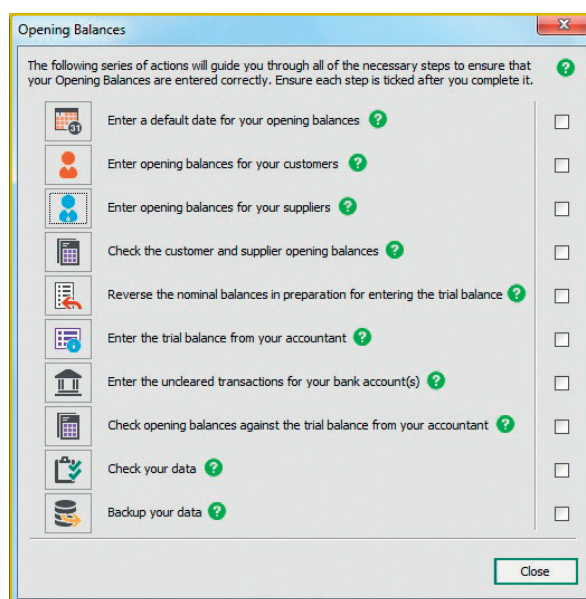 Opening Balances
The following series of actions will guide you through all of the necessary steps to ensure that
your Opening Balances are entered correctly. Ensure each step is ticked after you complete it.
?
31
Enter a default date for your opening balances ?
Enter opening balances for your customers ?
Enter opening balances for your suppliers ?
Check the customer and supplier opening balances ?
Reverse the nominal balances in preparation for entering the trial balance ?
Enter the trial balance from your accountant ?
Enter the uncleared transactions for your bank account(s) ?
Check opening balances against the trial balance from your accountant ?
Check your data ?
Backup your data ?
Close